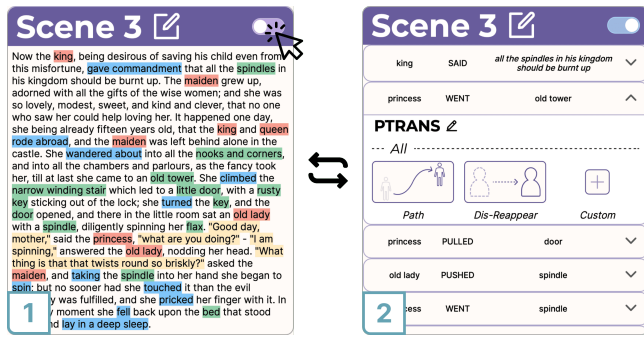 Scene 3
Now the king, being desirous of saving his child even from
this misfortune, gave commandment that all the spindles in
his kingdom should be burnt up. The maiden grew up,
adorned with all the gifts of the wise women; and she was
so lovely, modest, sweet, and kind and clever, that no one
who saw her could help loving her. It happened one day,
she being already fifteen years old, that the king and queen
rode abroad, and the maiden was left behind alone in the
castle. She wandered about into all the nooks and corners,
and into all the chambers and parlours, as the fancy took
her, till at last she came to an old tower. She climbed the
narrow winding stair which led to a little door, with a rusty
key sticking out of the lock; she turned the key, and the
door opened, and there in the little room sat an old lady
with a spindle, diligently spinning her flax. "Good day,
mother," said the princess, "what are you doing?" - "I am
spinning," answered the old lady, nodding her head. "What
thing is that that twists round so briskly?" asked the
maiden, and taking the spindle into her hand she began to
spin; but no sooner had she touched it than the evil
was fulfilled, and she pricked her finger with it. In
moment she fell back upon the bed that stood
lay in a deep sleep.
1
Scene 3
king SAID all the spindles in his kingdom
should be burnt up
princess WENT old tower
PTRANS
All
Path Dis-Reappear Custom
princess PULLED door
old lady PUSHED spindle
WENT spindle
2